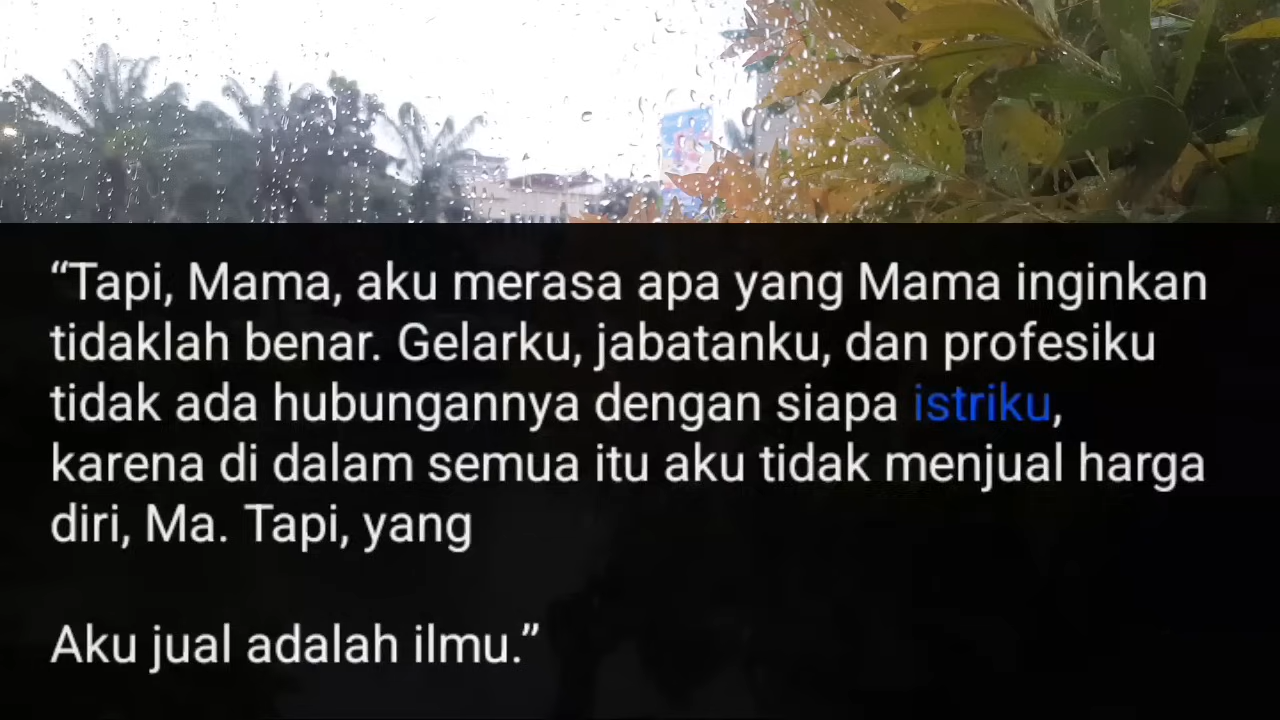 “Tapi, Mama, aku merasa apa yang Mama inginkan
tidaklah benar. Gelarku, jabatanku, dan profesiku
tidak ada hubungannya dengan siapa istriku,
karena di dalam semua itu aku tidak menjual harga
diri, Ma. Tapi, yang
Aku jual adalah ilmu.”